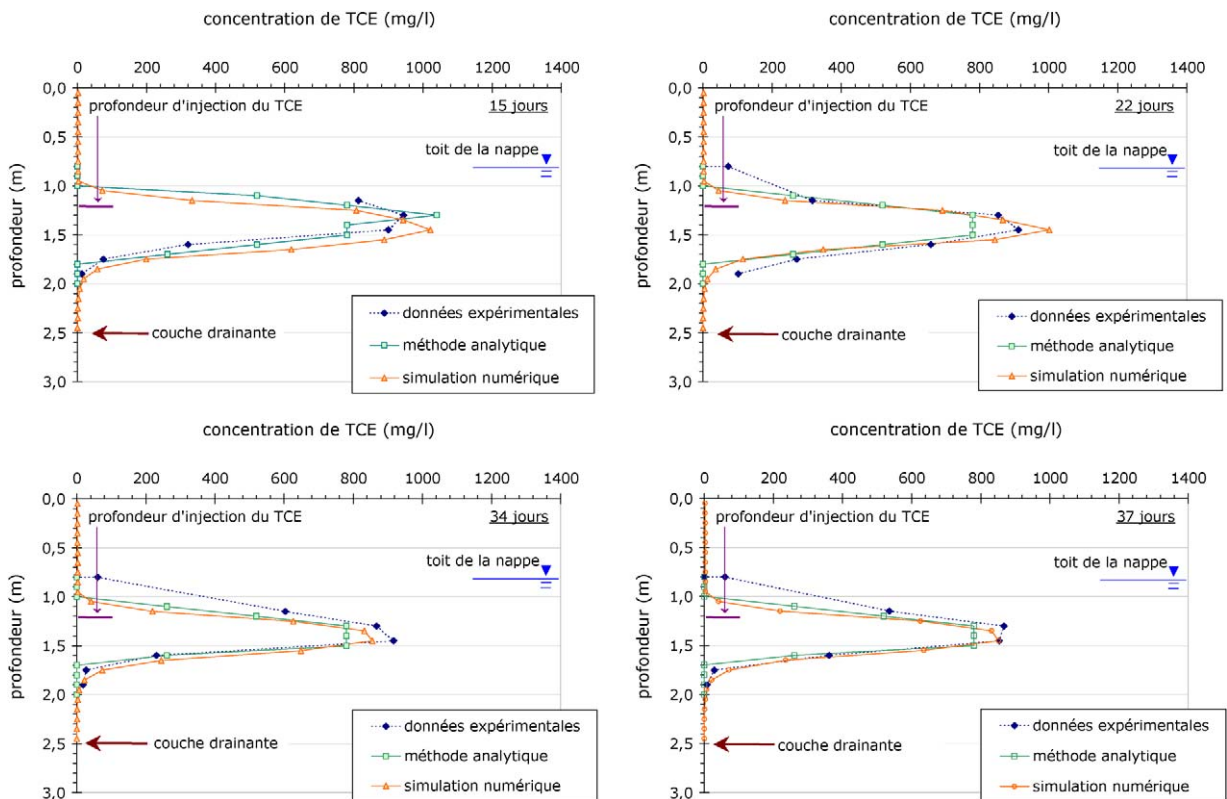 concentration de TCE (mg/l)
0 200 400 600 800 1000 1200 1400
profondeur (m)
0,0
0,5
1,0
1,5
2,0
2,5
3,0
profondeur d'injection du TCE
15 jours
toit de la nappe
couche drainante
données expérimentales
méthode analytique
simulation numérique
concentration de TCE (mg/l)
0 200 400 600 800 1000 1200 1400
profondeur (m)
0,0
0,5
1,0
1,5
2,0
2,5
3,0
profondeur d'injection du TCE
22 jours
toit de la nappe
couche drainante
données expérimentales
méthode analytique
simulation numérique
concentration de TCE (mg/l)
0 200 400 600 800 1000 1200 1400
profondeur (m)
0,0
0,5
1,0
1,5
2,0
2,5
3,0
profondeur d'injection du TCE
34 jours
toit de la nappe
couche drainante
données expérimentales
méthode analytique
simulation numérique
concentration de TCE (mg/l)
0 200 400 600 800 1000 1200 1400
profondeur (m)
0,0
0,5
1,0
1,5
2,0
2,5
3,0
profondeur d'injection du TCE
37 jours
toit de la nappe
couche drainante
données expérimentales
méthode analytique
simulation numérique